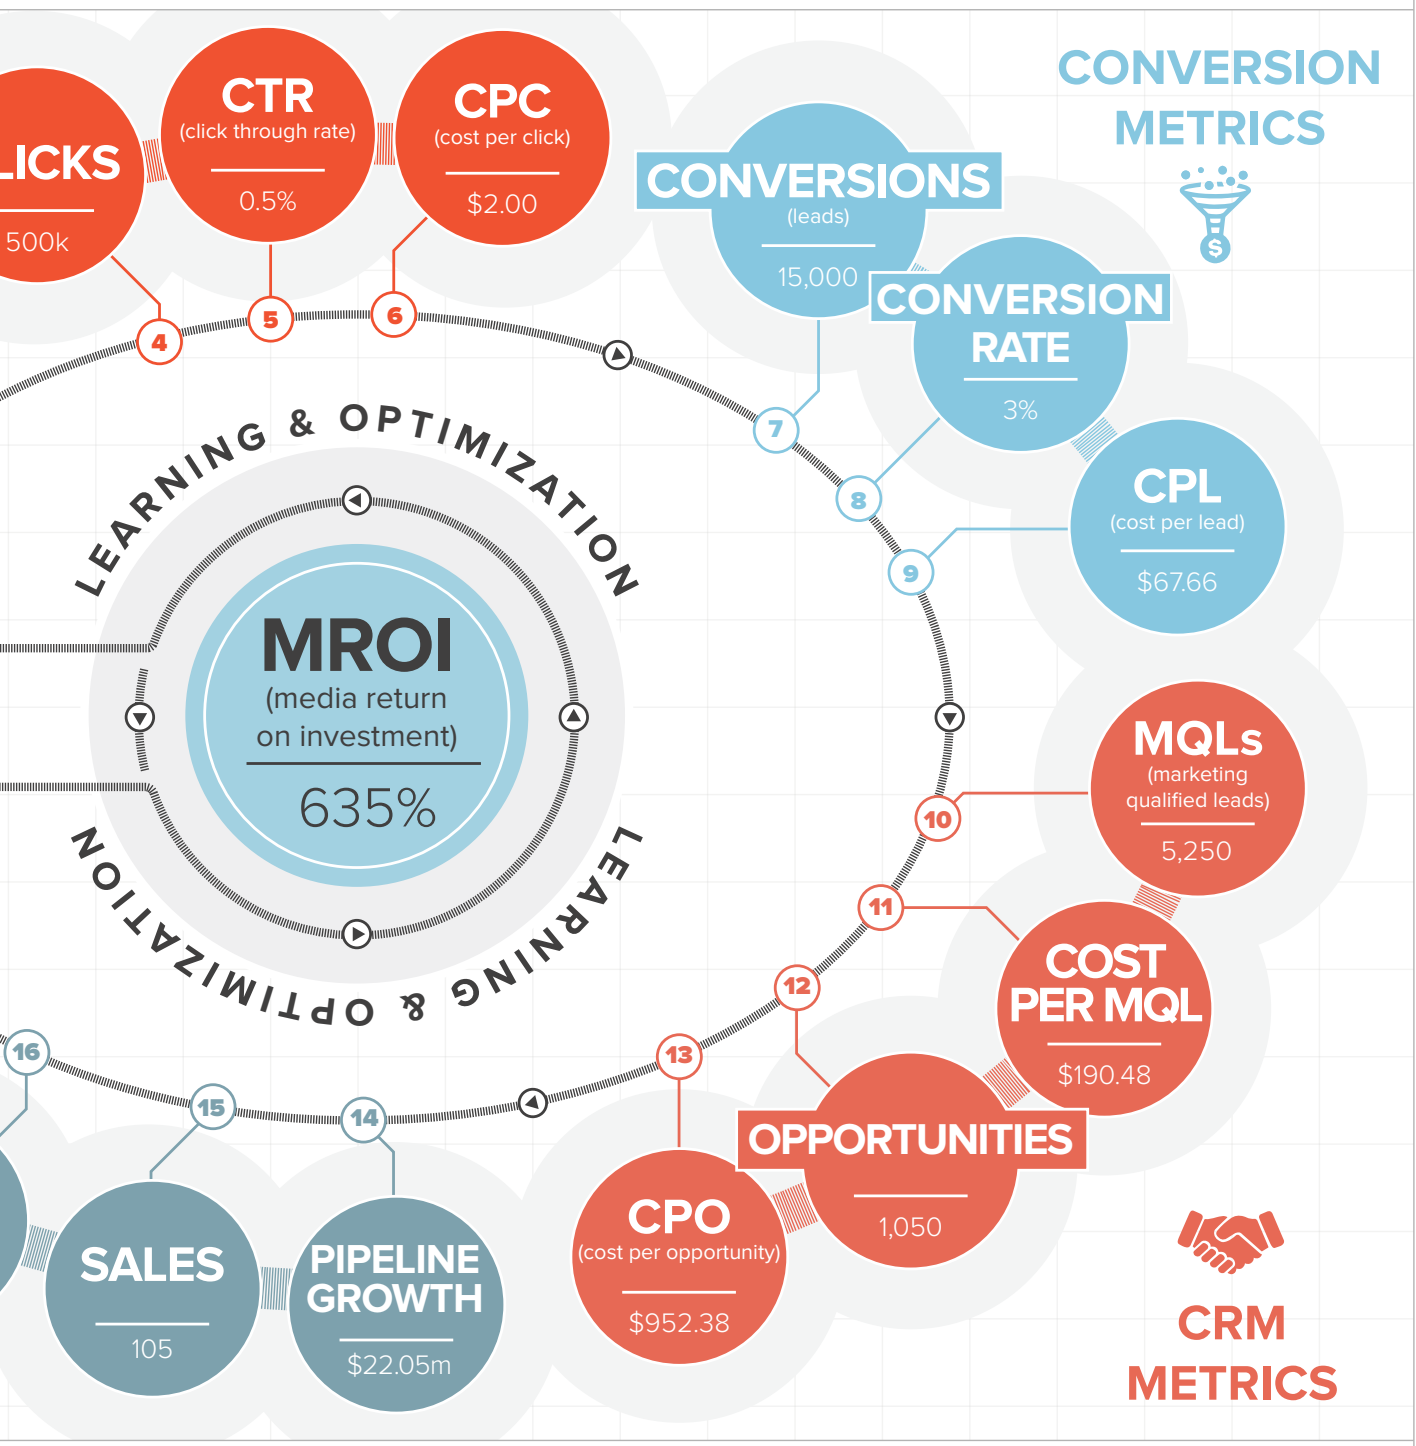 LICKS
500k
CTR
(click through rate)
0.5%
CPC
(cost per click)
$2.00
4
5
6
CONVERSION
METRICS
$
CONVERSIONS
(leads)
15,000
CONVERSION
RATE
3%
CPL
(cost per lead)
$67.66
7
8
9
LEARNING & OPTIMIZATION
MROI
(media return
on investment)
635%
LEARNING & OPTIMIZATION
MQLs
(marketing
qualified leads)
5,250
10
11
COST
PER MQL
$190.48
12
OPPORTUNITIES
1,050
13
CPO
(cost per opportunity)
$952.38
14
PIPELINE
GROWTH
$22.05m
15
SALES
105
16
CRM
METRICS